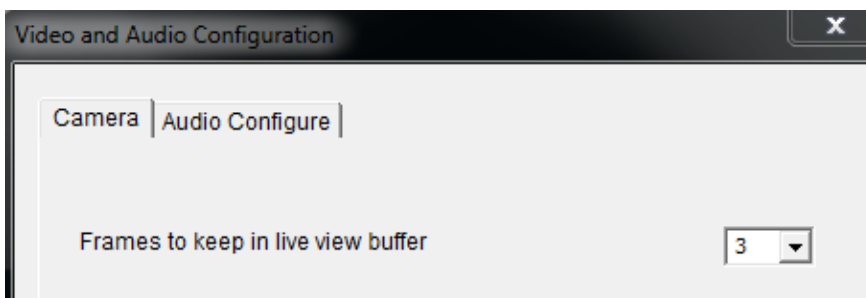 Video and Audio Configuration
x
Camera Audio Configure
Frames to keep in live view buffer 3